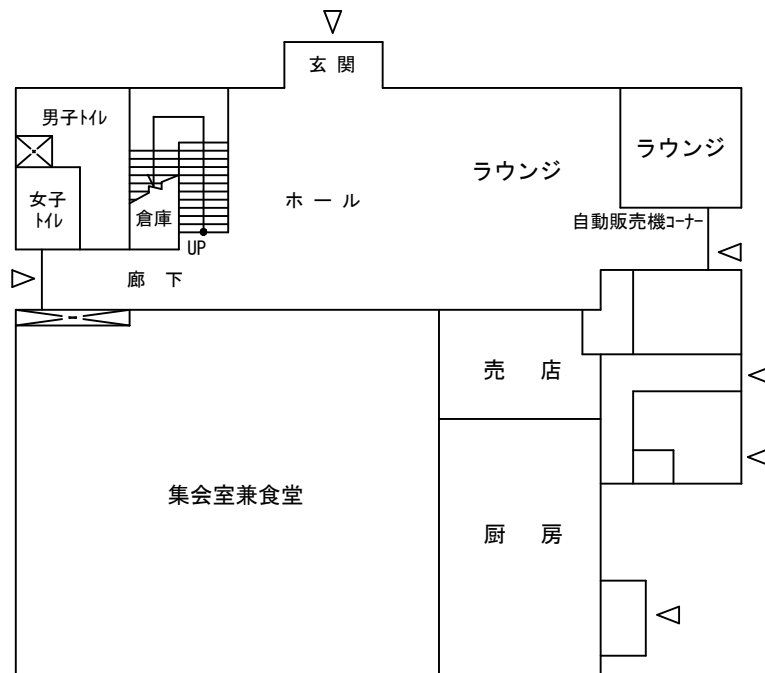 玄 関
男子ﾄｲﾚ
ラウンジ
ラウンジ
女子
ﾄｲﾚ
ホ ー ル
倉庫
自動販売機ｺｰﾅｰ
UP
廊 下
売 店
集会室兼食堂
厨 房